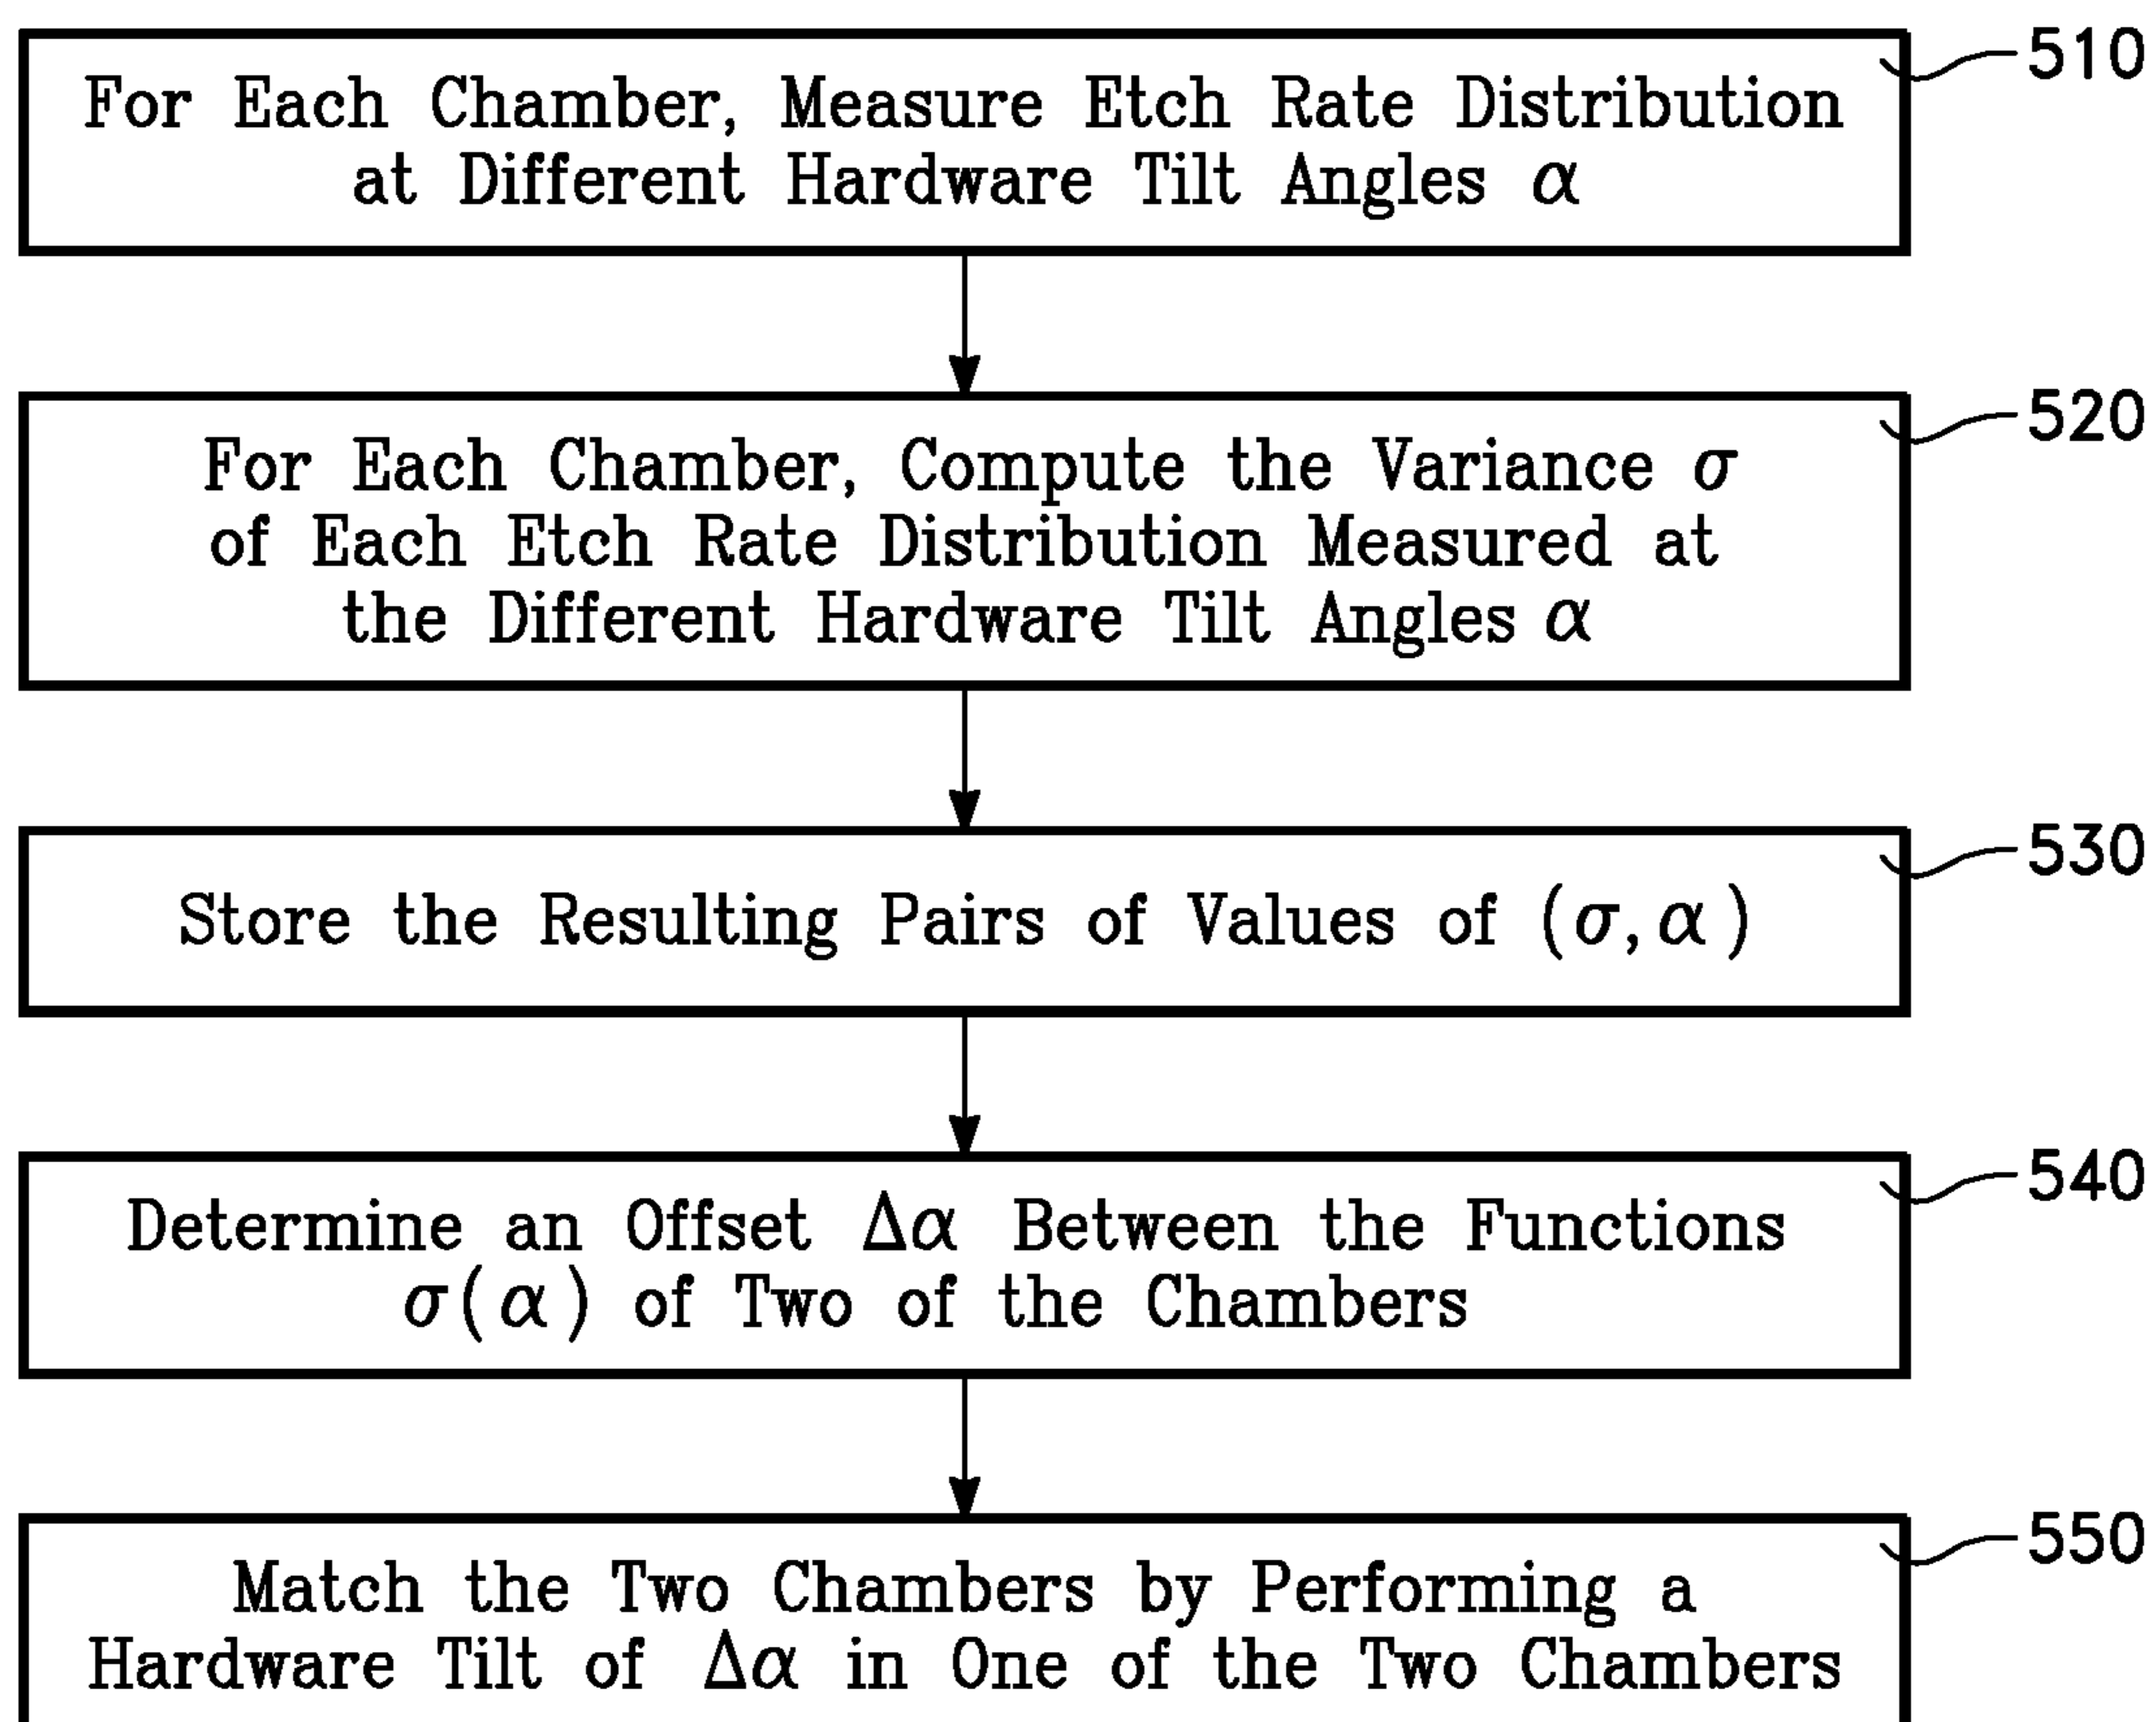 For Each Chamber, Measure Etch Rate Distribution
at Different Hardware Tilt Angles α
510
For Each Chamber, Compute the Variance σ
of Each Etch Rate Distribution Measured at
the Different Hardware Tilt Angles α
520
Store the Resulting Pairs of Values of (σ, α)
530
Determine an Offset Δα Between the Functions
σ(α) of Two of the Chambers
540
Match the Two Chambers by Performing a
Hardware Tilt of Δα in One of the Two Chambers
550